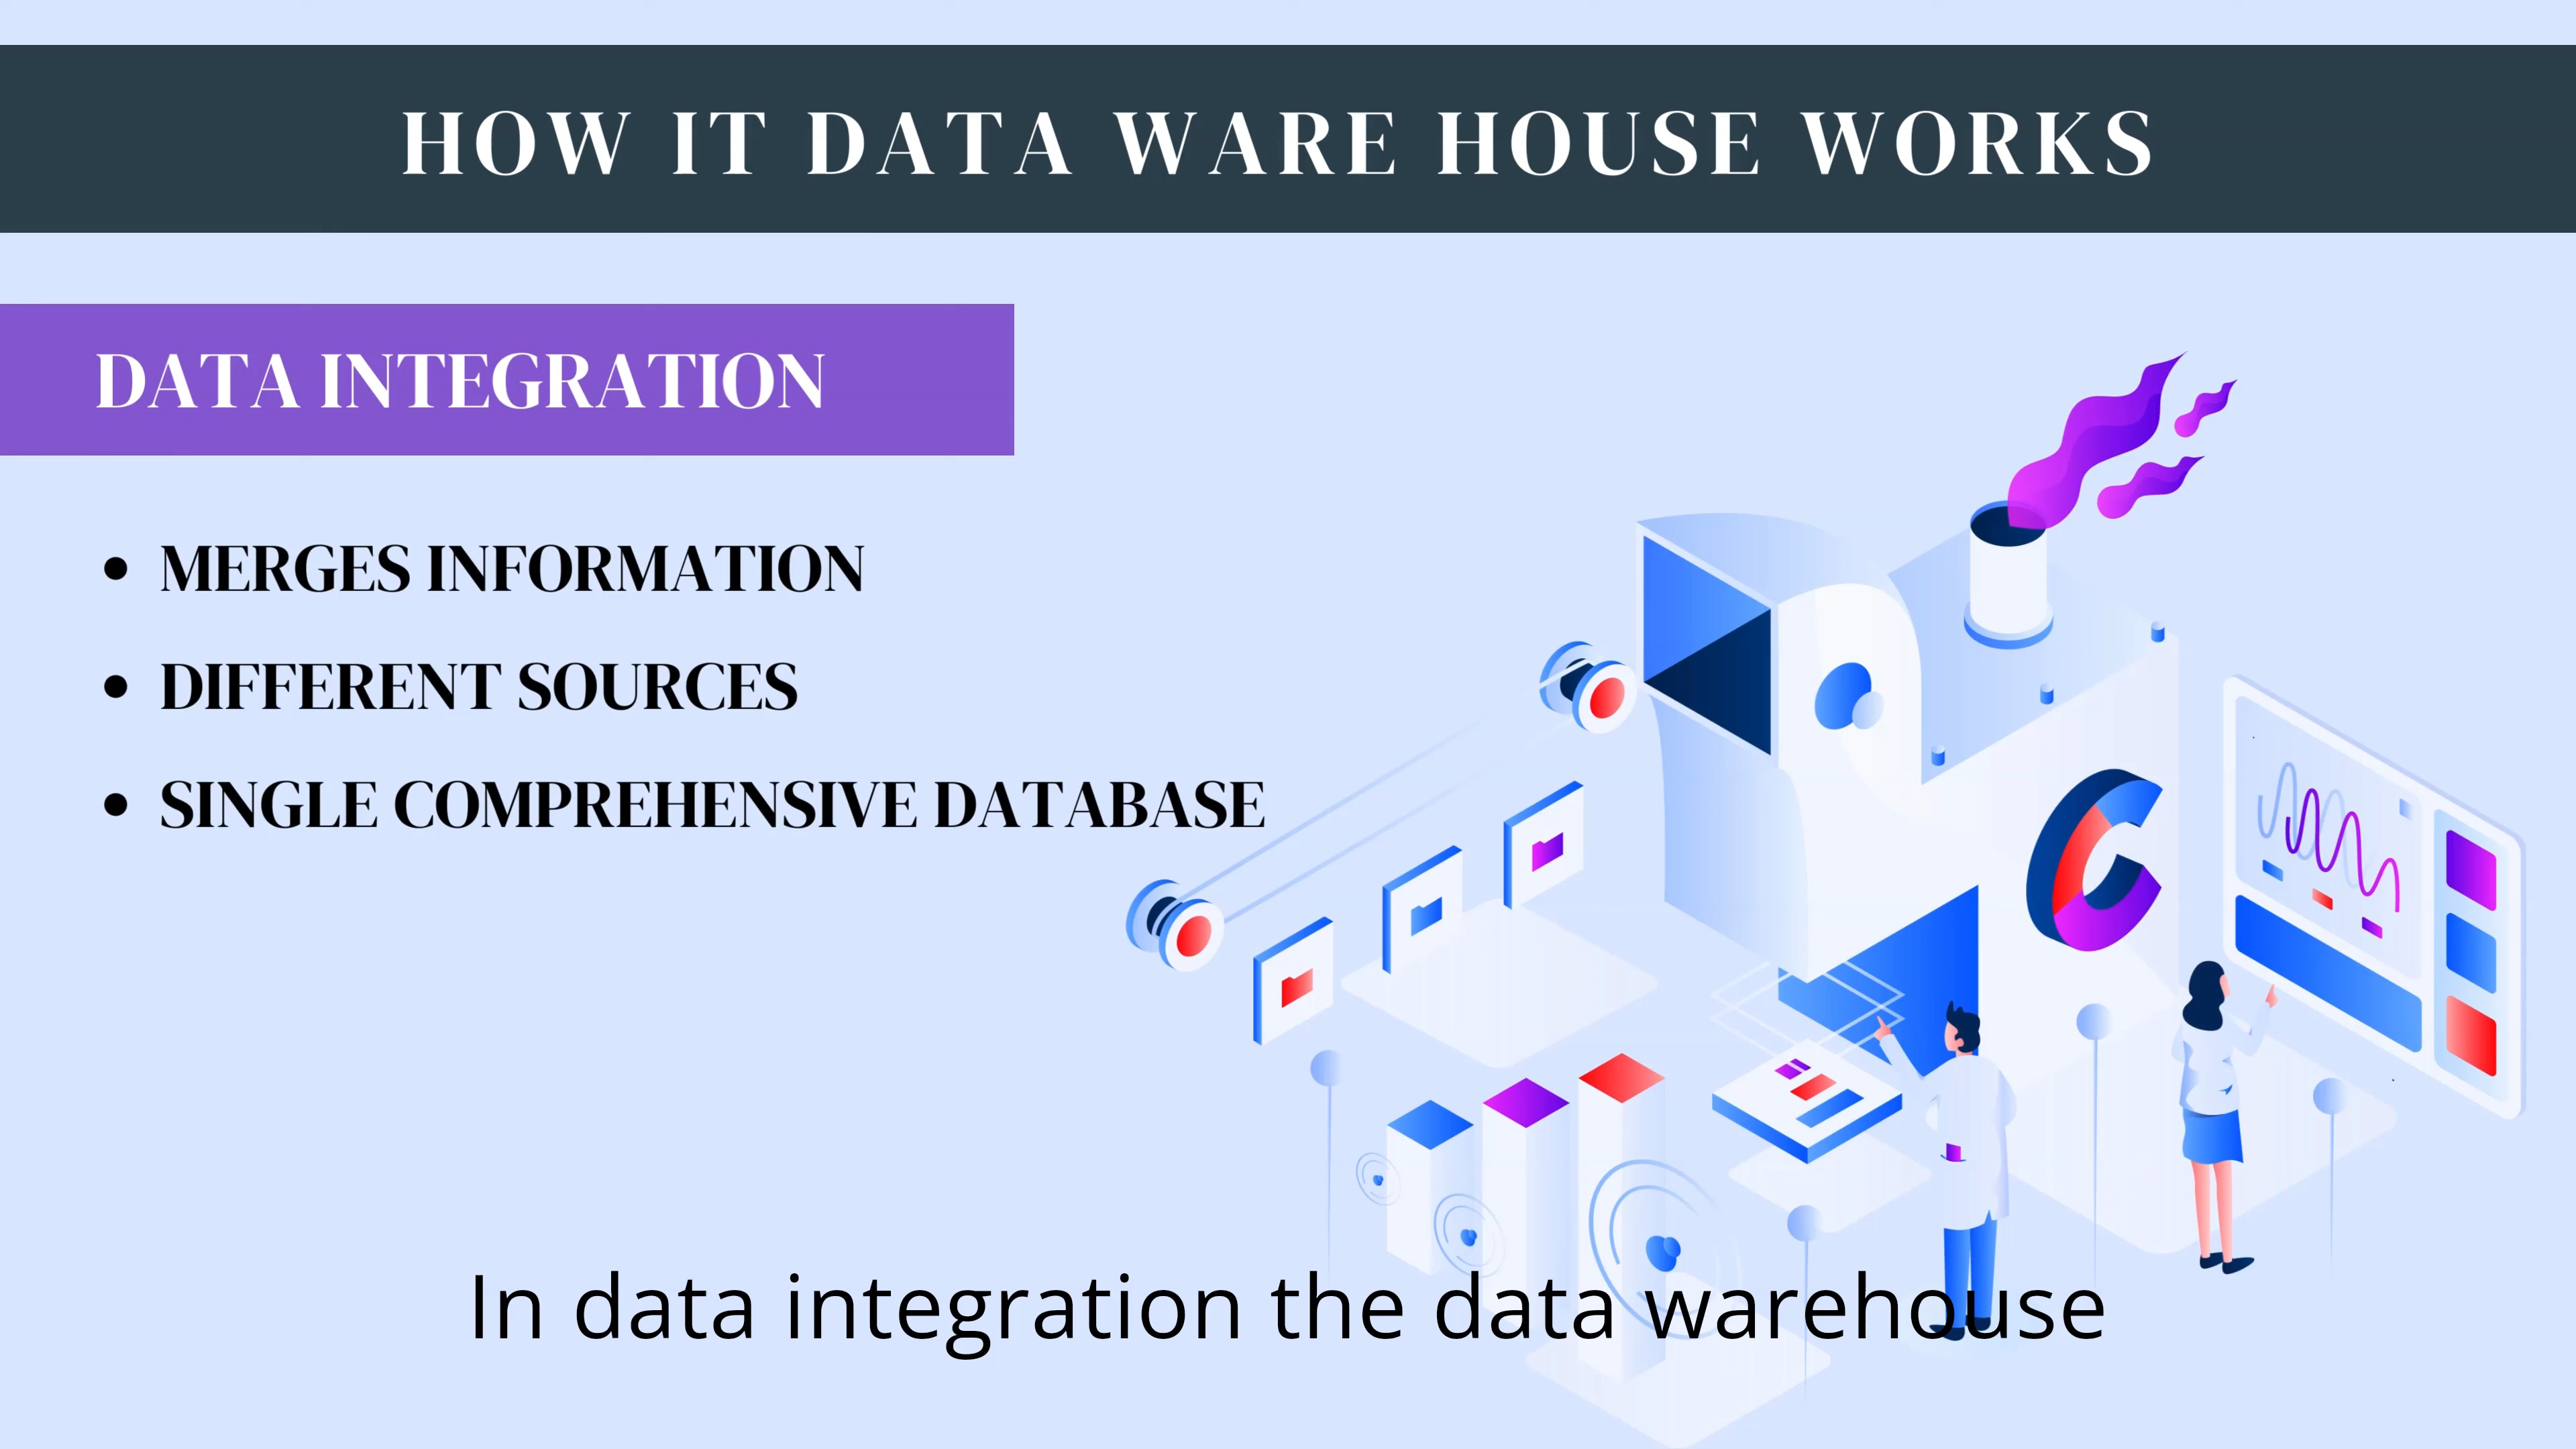 HOW IT DATA WARE HOUSE WORKS
DATA INTEGRATION
• MERGES INFORMATION
• DIFFERENT SOURCES
• SINGLE COMPREHENSIVE DATABASE
C
In data integration the data warehouse